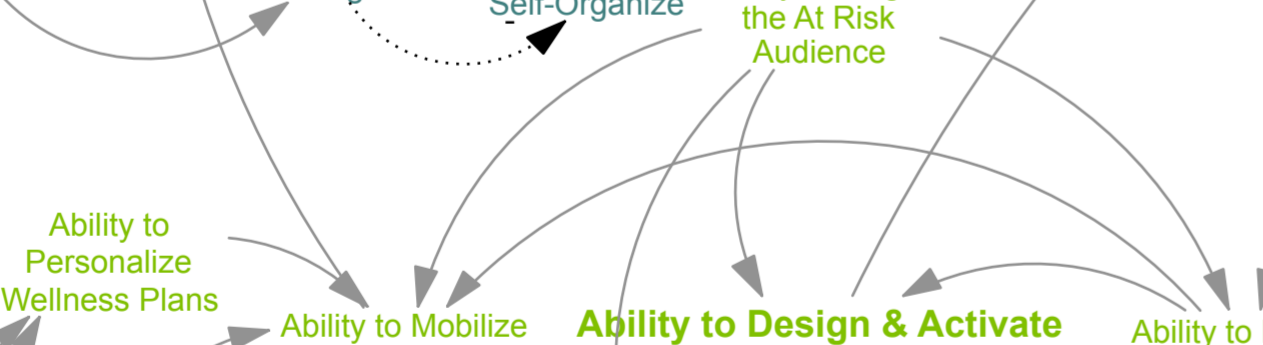 Self-Organize
-
the At Risk
Audience
Ability to
Personalize
Wellness Plans
Ability to Mobilize
Ability to Design & Activate
Ability to